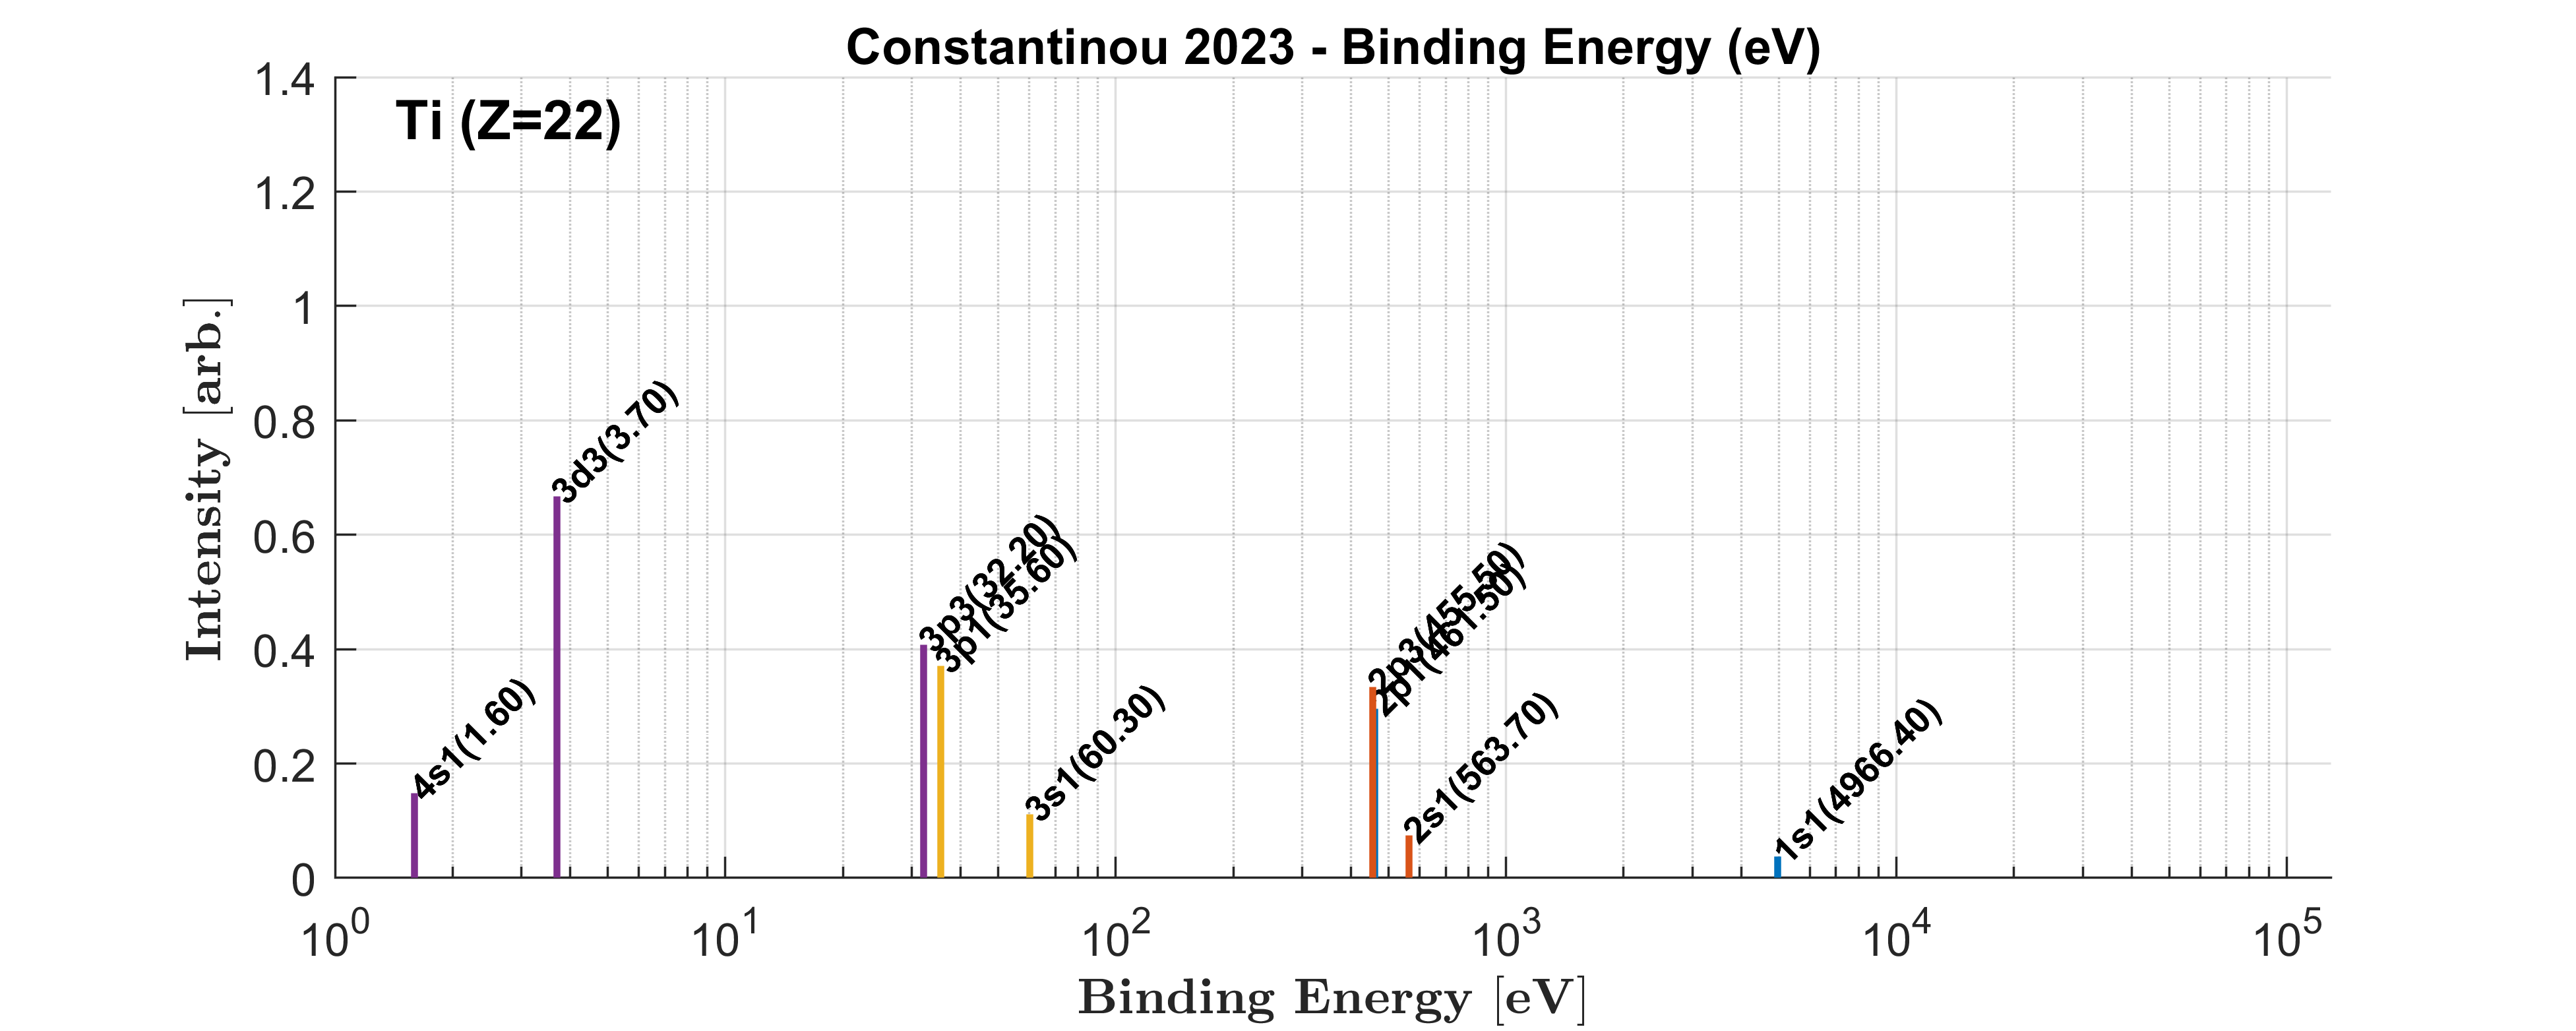 Constantinou 2023 - Binding Energy (eV)
Ti (Z=22)
1.4
1.2
1
0.8
0.6
0.4
0.2
0
Intensity [arb.]
4s1(1.60)
3d3(3.70)
3p3(32.20)
3p1(35.60)
3s1(60.30)
2p3(455.50)
2p1(461.50)
2s1(563.70)
1s1(4966.40)
10^0 10^1 10^2 10^3 10^4 10^5
Binding Energy [eV]